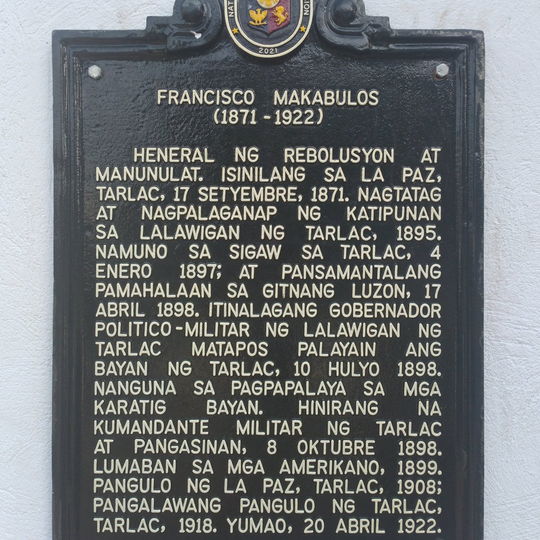 2021
FRANCISCO MAKABULOS
(1871 - 1922)
HENERAL NG REBOLUSYON AT
MANUNULAT. ISINILANG SA LA PAZ,
TARLAC, 17 SETYEMBRE, 1871. NAGTATAG
AT NAGPALAGANAP NG KATIPUNAN
SA LALAWIGAN NG TARLAC, 1895.
NAMUNO SA SIGAW SA TARLAC, 4
ENERO 1897; AT PANSAMANTALANG
PAMAHALAAN SA GITNANG LUZON, 17
ABRIL 1898. ITINALAGANG GOBERNADOR
POLITICO-MILITAR NG LALAWIGAN NG
TARLAC MATAPOS PALAYAIN ANG
BAYAN NG TARLAC, 10 HULYO 1898.
NANGUNA SA PAGPAPALAYA SA MGA
KARATIG BAYAN. HINIRANG NA
KUMANDANTE MILITAR NG TARLAC
AT PANGASINAN, 8 OKTUBRE 1898.
LUMABAN SA MGA AMERIKANO, 1899.
PANGULO NG LA PAZ, TARLAC, 1908;
PANGALAWANG PANGULO NG TARLAC,
TARLAC, 1918. YUMAO, 20 ABRIL 1922.